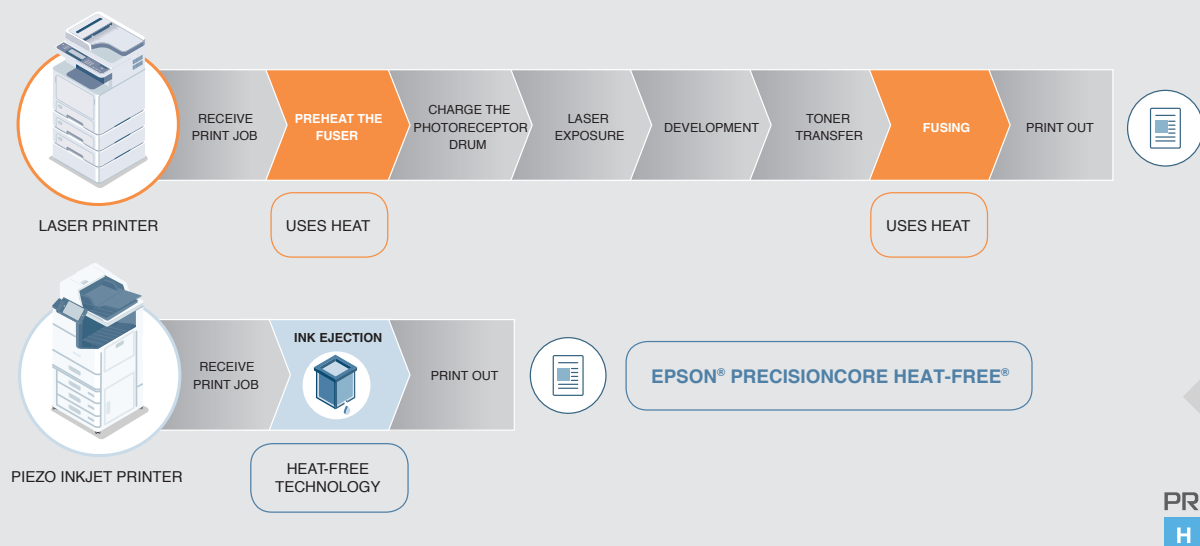 RECEIVE
PRINT JOB
PREHEAT THE
FUSER
CHARGE THE
PHOTORECEPTOR
DRUM
LASER
EXPOSURE
DEVELOPMENT
TONER
TRANSFER
FUSING
PRINT OUT
LASER PRINTER
USES HEAT
USES HEAT
RECEIVE
PRINT JOB
INK EJECTION
PRINT OUT
EPSON® PRECISIONCORE HEAT-FREE®
PIEZO INKJET PRINTER
HEAT-FREE
TECHNOLOGY
PR
H